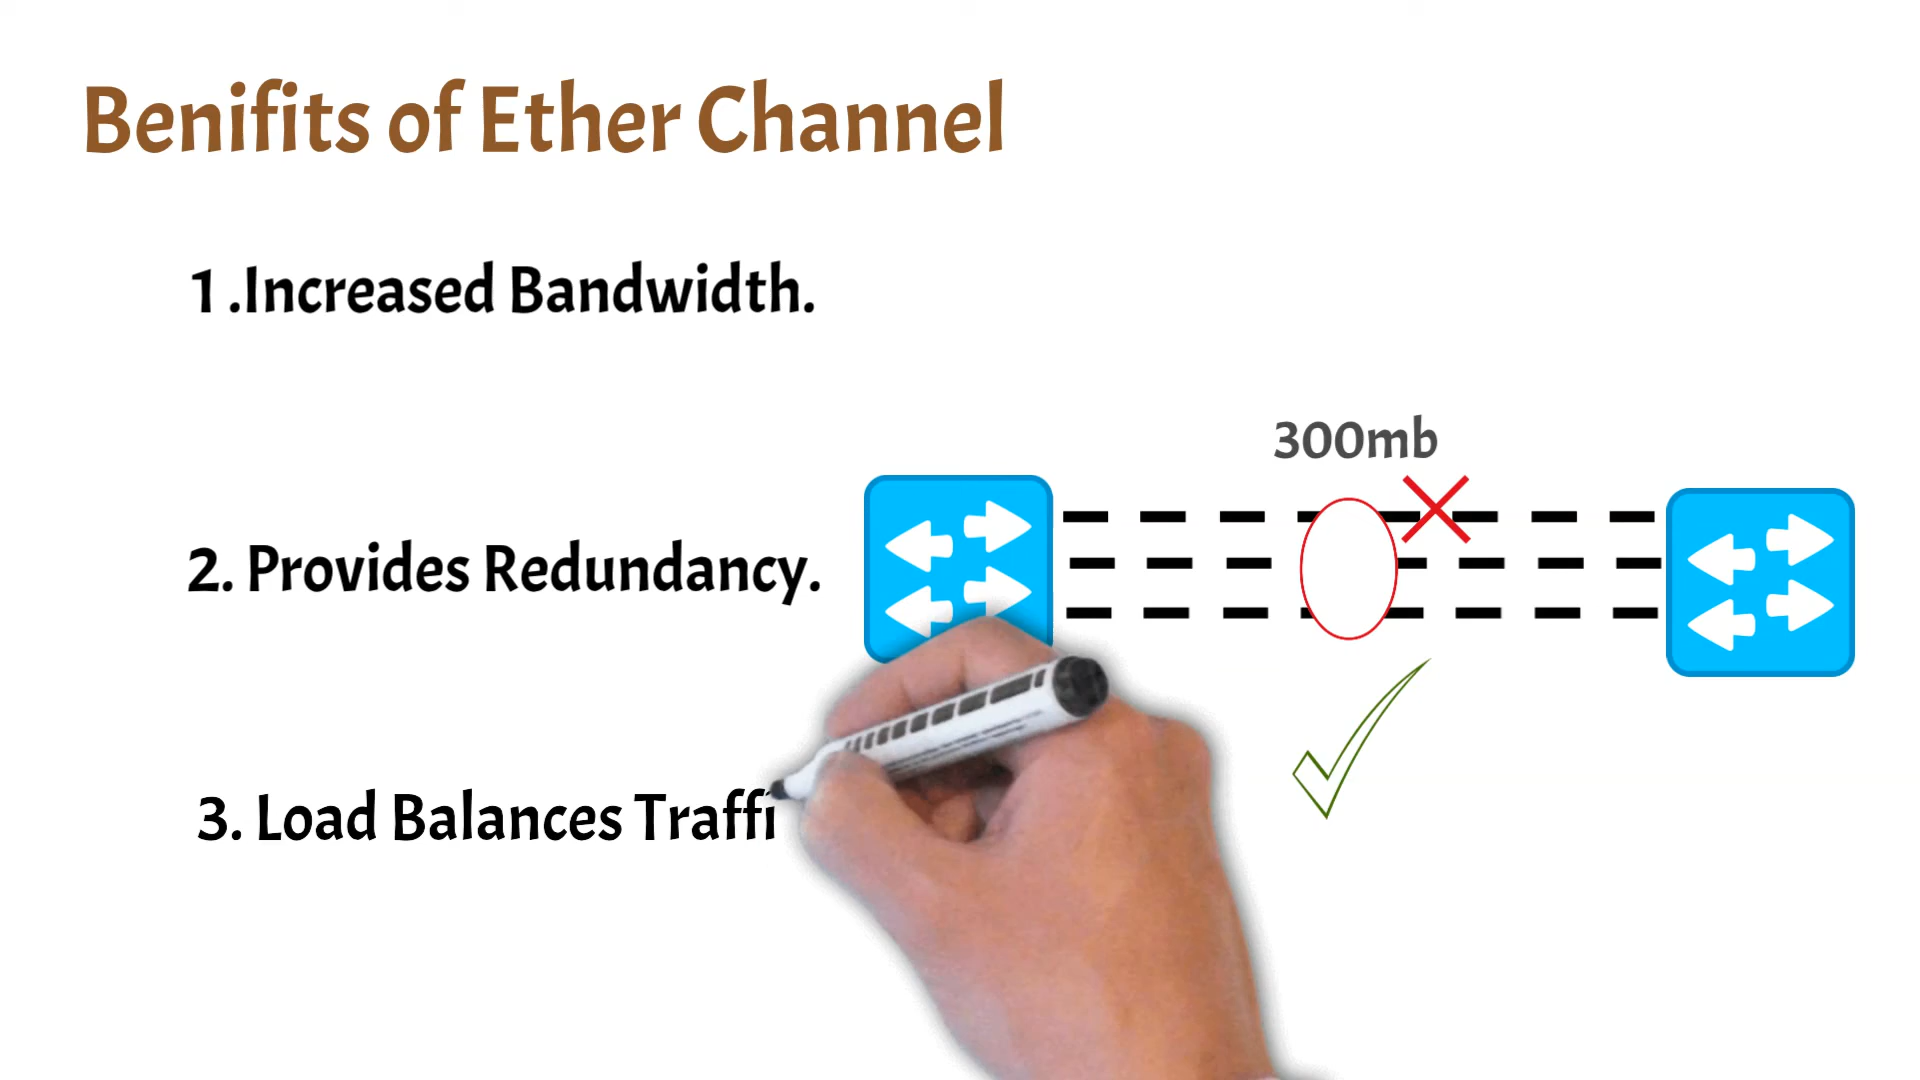 Benifits of Ether Channel
1 .Increased Bandwidth.
300mb
2. Provides Redundancy.
3. Load Balances Traffi